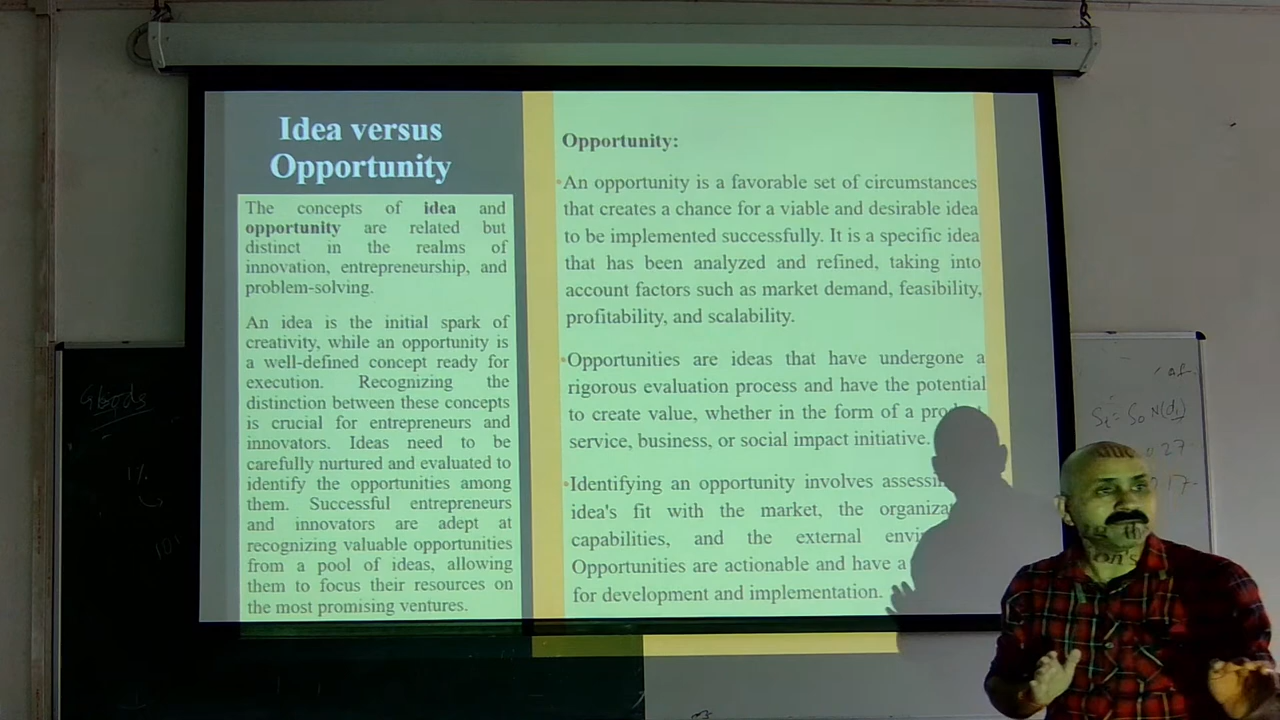 Idea versus
Opportunity
The concepts of idea and
opportunity are related but
distinct in the realms of
innovation, entrepreneurship, and
problem-solving.
An idea is the initial spark of
creativity, while an opportunity is
a well-defined concept ready for
execution. Recognizing the
distinction between these concepts
is crucial for entrepreneurs and
innovators. Ideas need to be
carefully nurtured and evaluated to
identify the opportunities among
them. Successful entrepreneurs
and innovators are adept at
recognizing valuable opportunities
from a pool of ideas, allowing
them to focus their resources on
the most promising ventures.
Opportunity:
•An opportunity is a favorable set of circumstances
that creates a chance for a viable and desirable idea
to be implemented successfully. It is a specific idea
that has been analyzed and refined, taking into
account factors such as market demand, feasibility,
profitability, and scalability.
•Opportunities are ideas that have undergone a
rigorous evaluation process and have the potential
to create value, whether in the form of a
service, business, or social impact initiative.
•Identifying an opportunity involves
idea's fit with the market, the
capabilities, and the external
Opportunities are actionable and have a
for development and implementation.
1%
St = S0 N(d1)